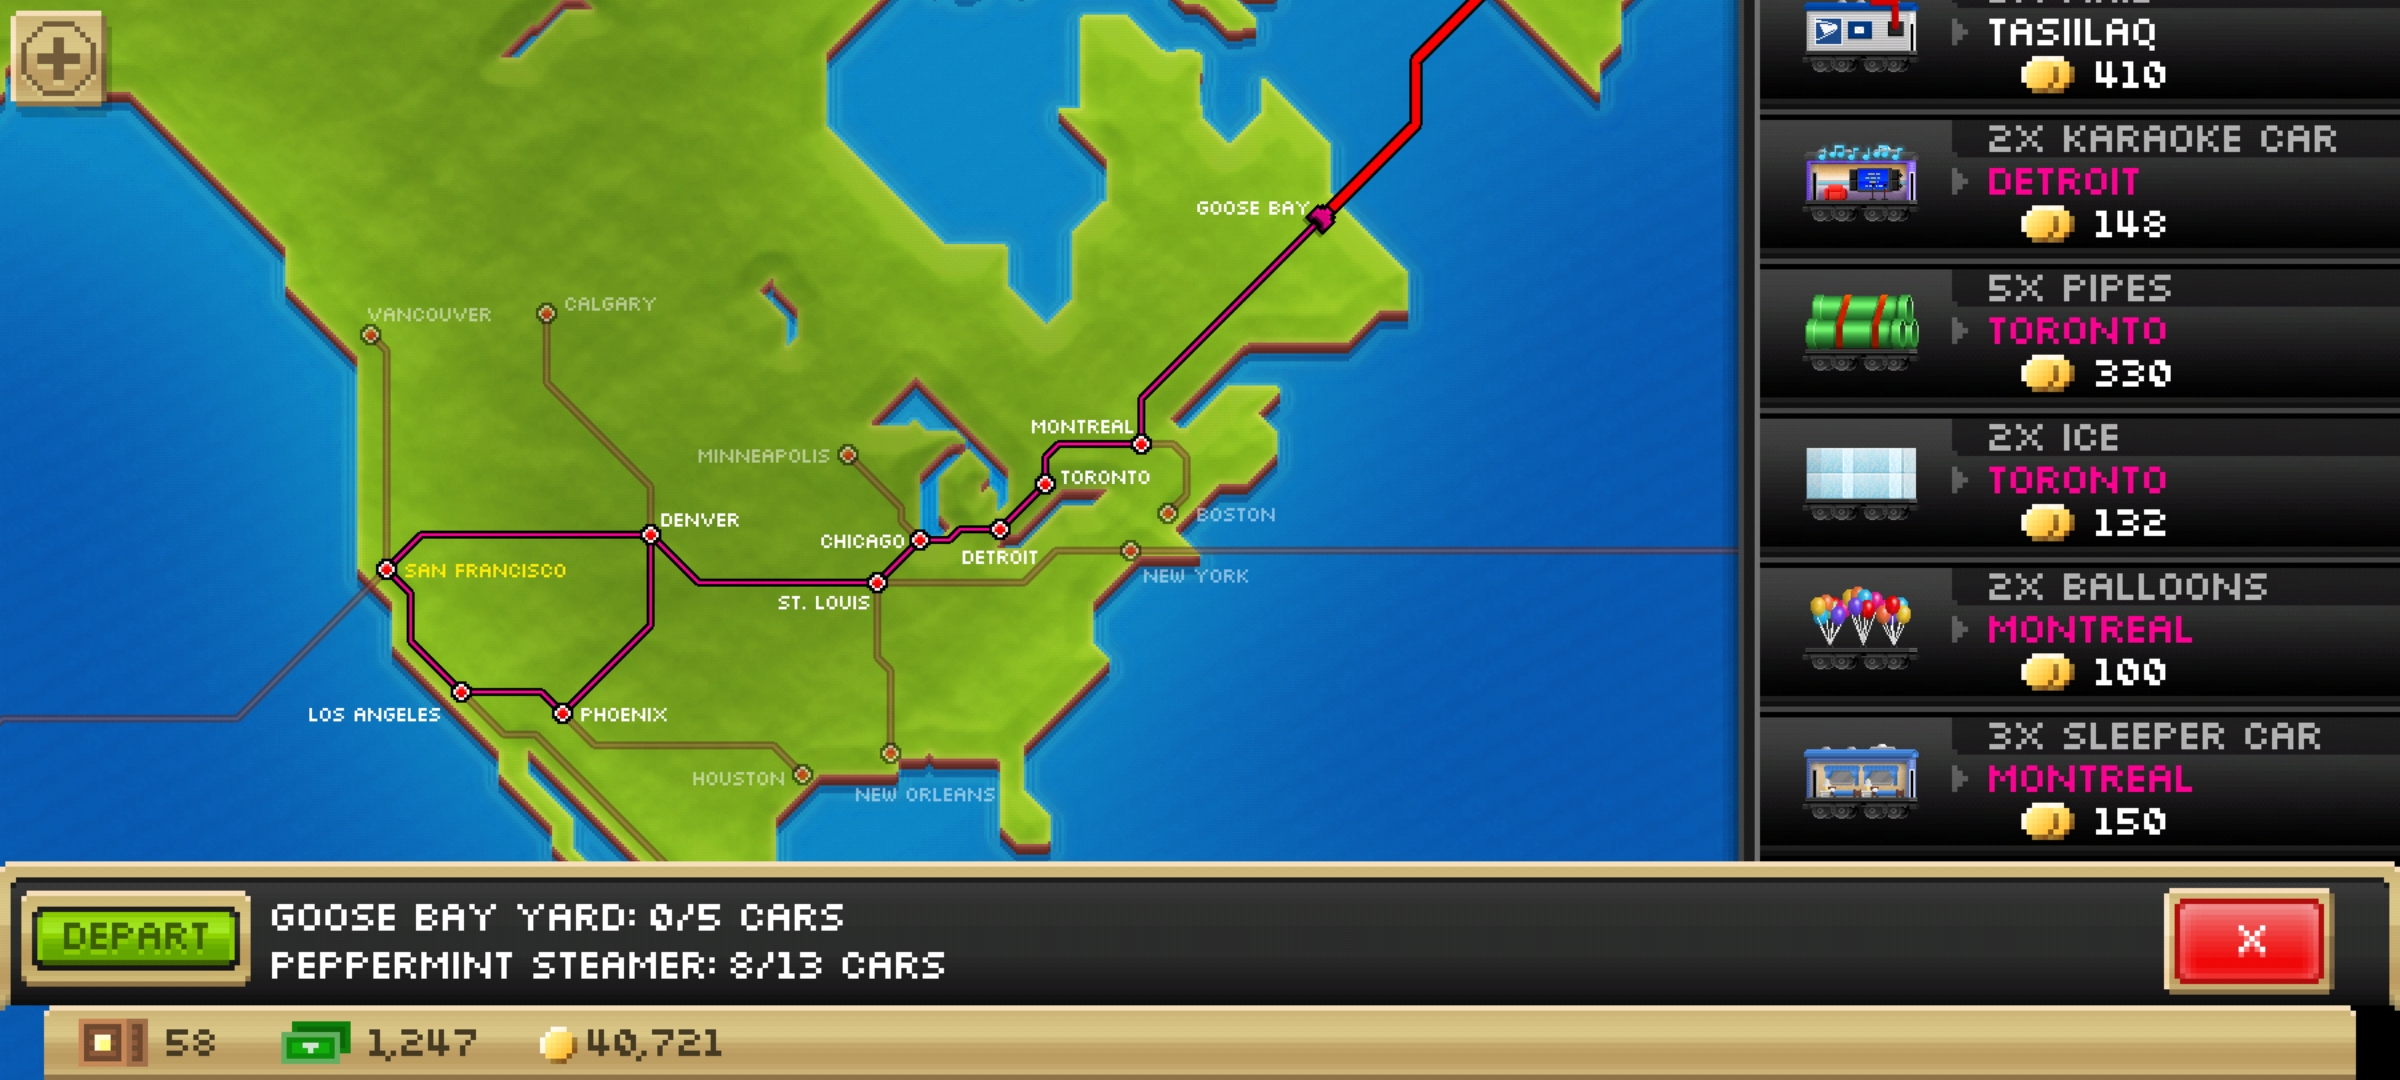 GOOSE BAY
VANCOUVER
CALGARY
MONTREAL
MINNEAPOLIS
TORONTO
BOSTON
DENVER
CHICAGO
DETROIT
SAN FRANCISCO
NEW YORK
ST. LOUIS
LOS ANGELES
PHOENIX
HOUSTON
NEW ORLEANS
TASIILAQ
410
2X KARAOKE CAR
DETROIT
148
5X PIPES
TORONTO
330
2X ICE
TORONTO
132
2X BALLOONS
MONTREAL
100
3X SLEEPER CAR
MONTREAL
150
DEPART
GOOSE BAY YARD: 0/5 CARS
PEPPERMINT STEAMER: 8/13 CARS
X
58
1,247
40,721